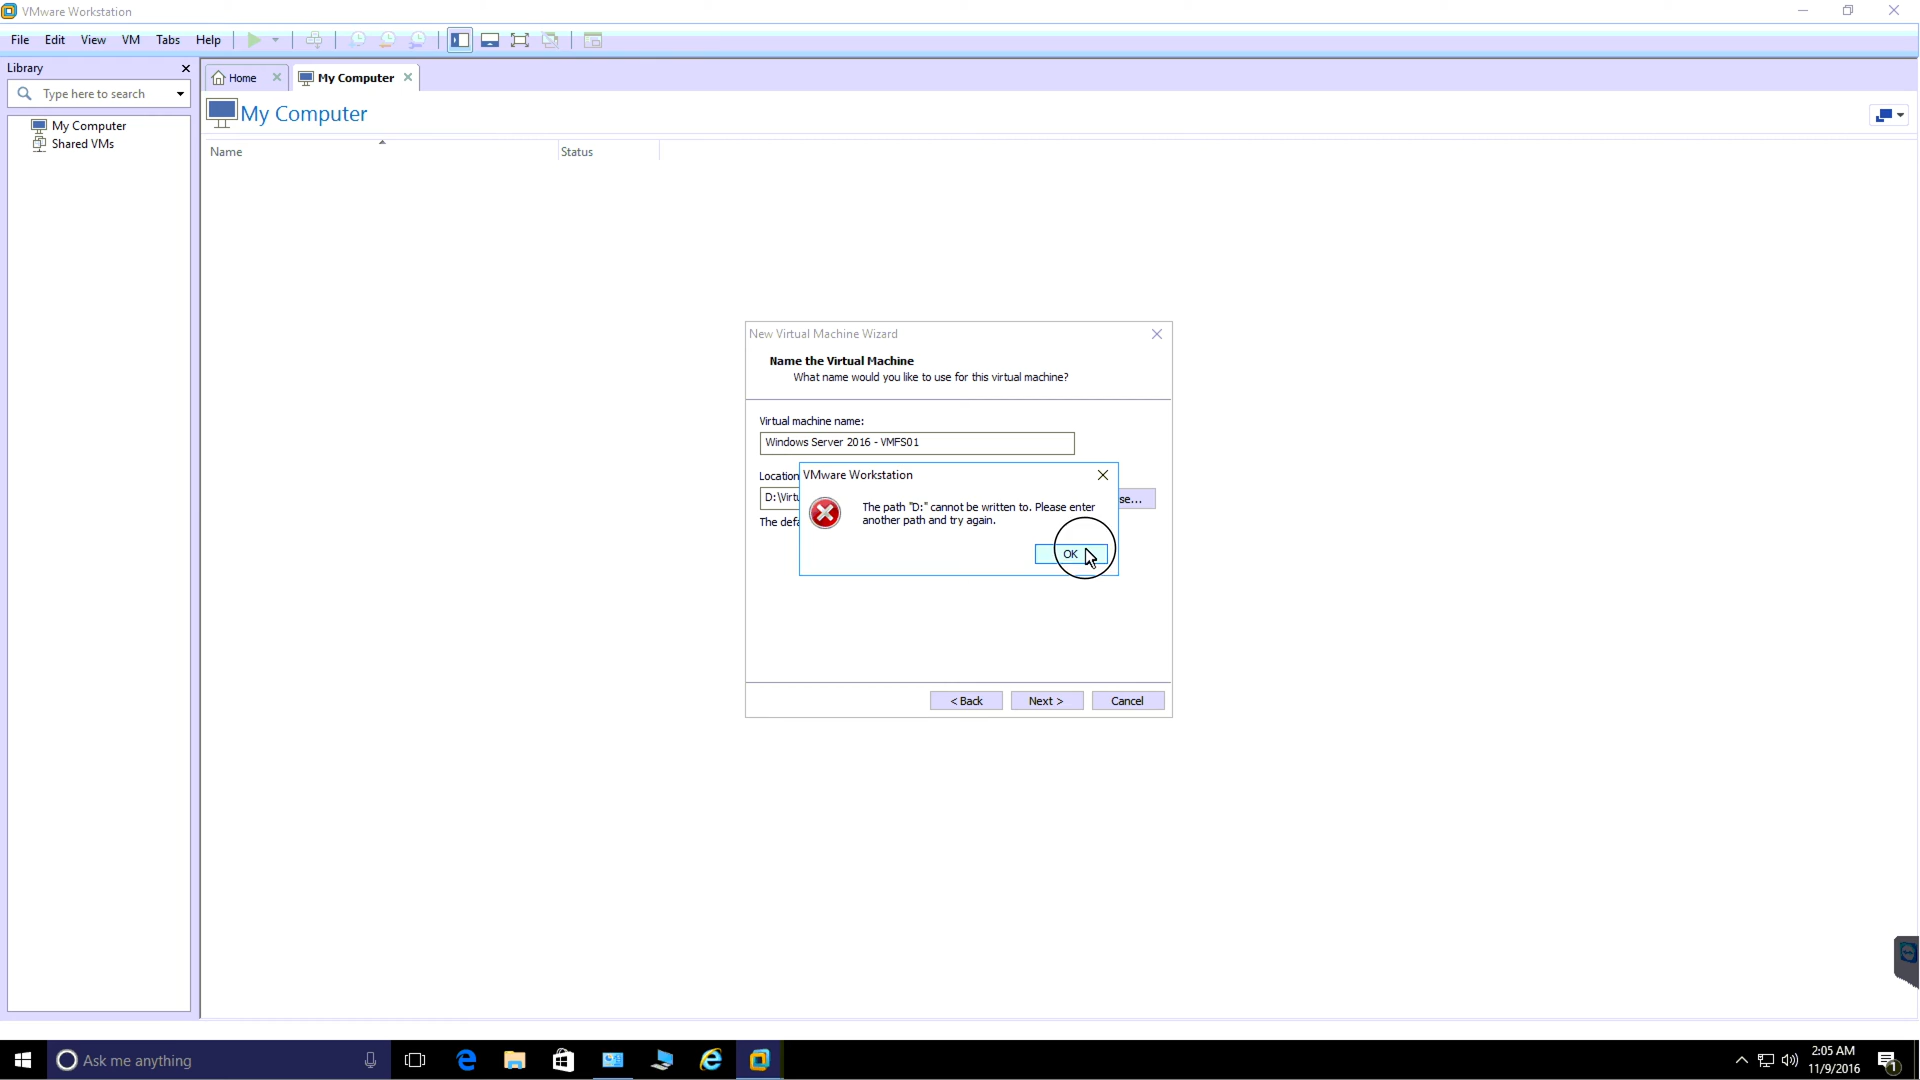 VMware Workstation
File Edit View VM Tabs Help
Library
Type here to search
My Computer
Shared VMs
Home
My Computer
My Computer
Name
Status
New Virtual Machine Wizard
Name the Virtual Machine
What name would you like to use for this virtual machine?
Virtual machine name:
Windows Server 2016 - VMFS01
Location
D:\Virtu
se...
The defa
VMware Workstation
The path "D:" cannot be written to. Please enter
another path and try again.
OK
< Back Next > Cancel
Ask me anything
2:05 AM
11/9/2016
1